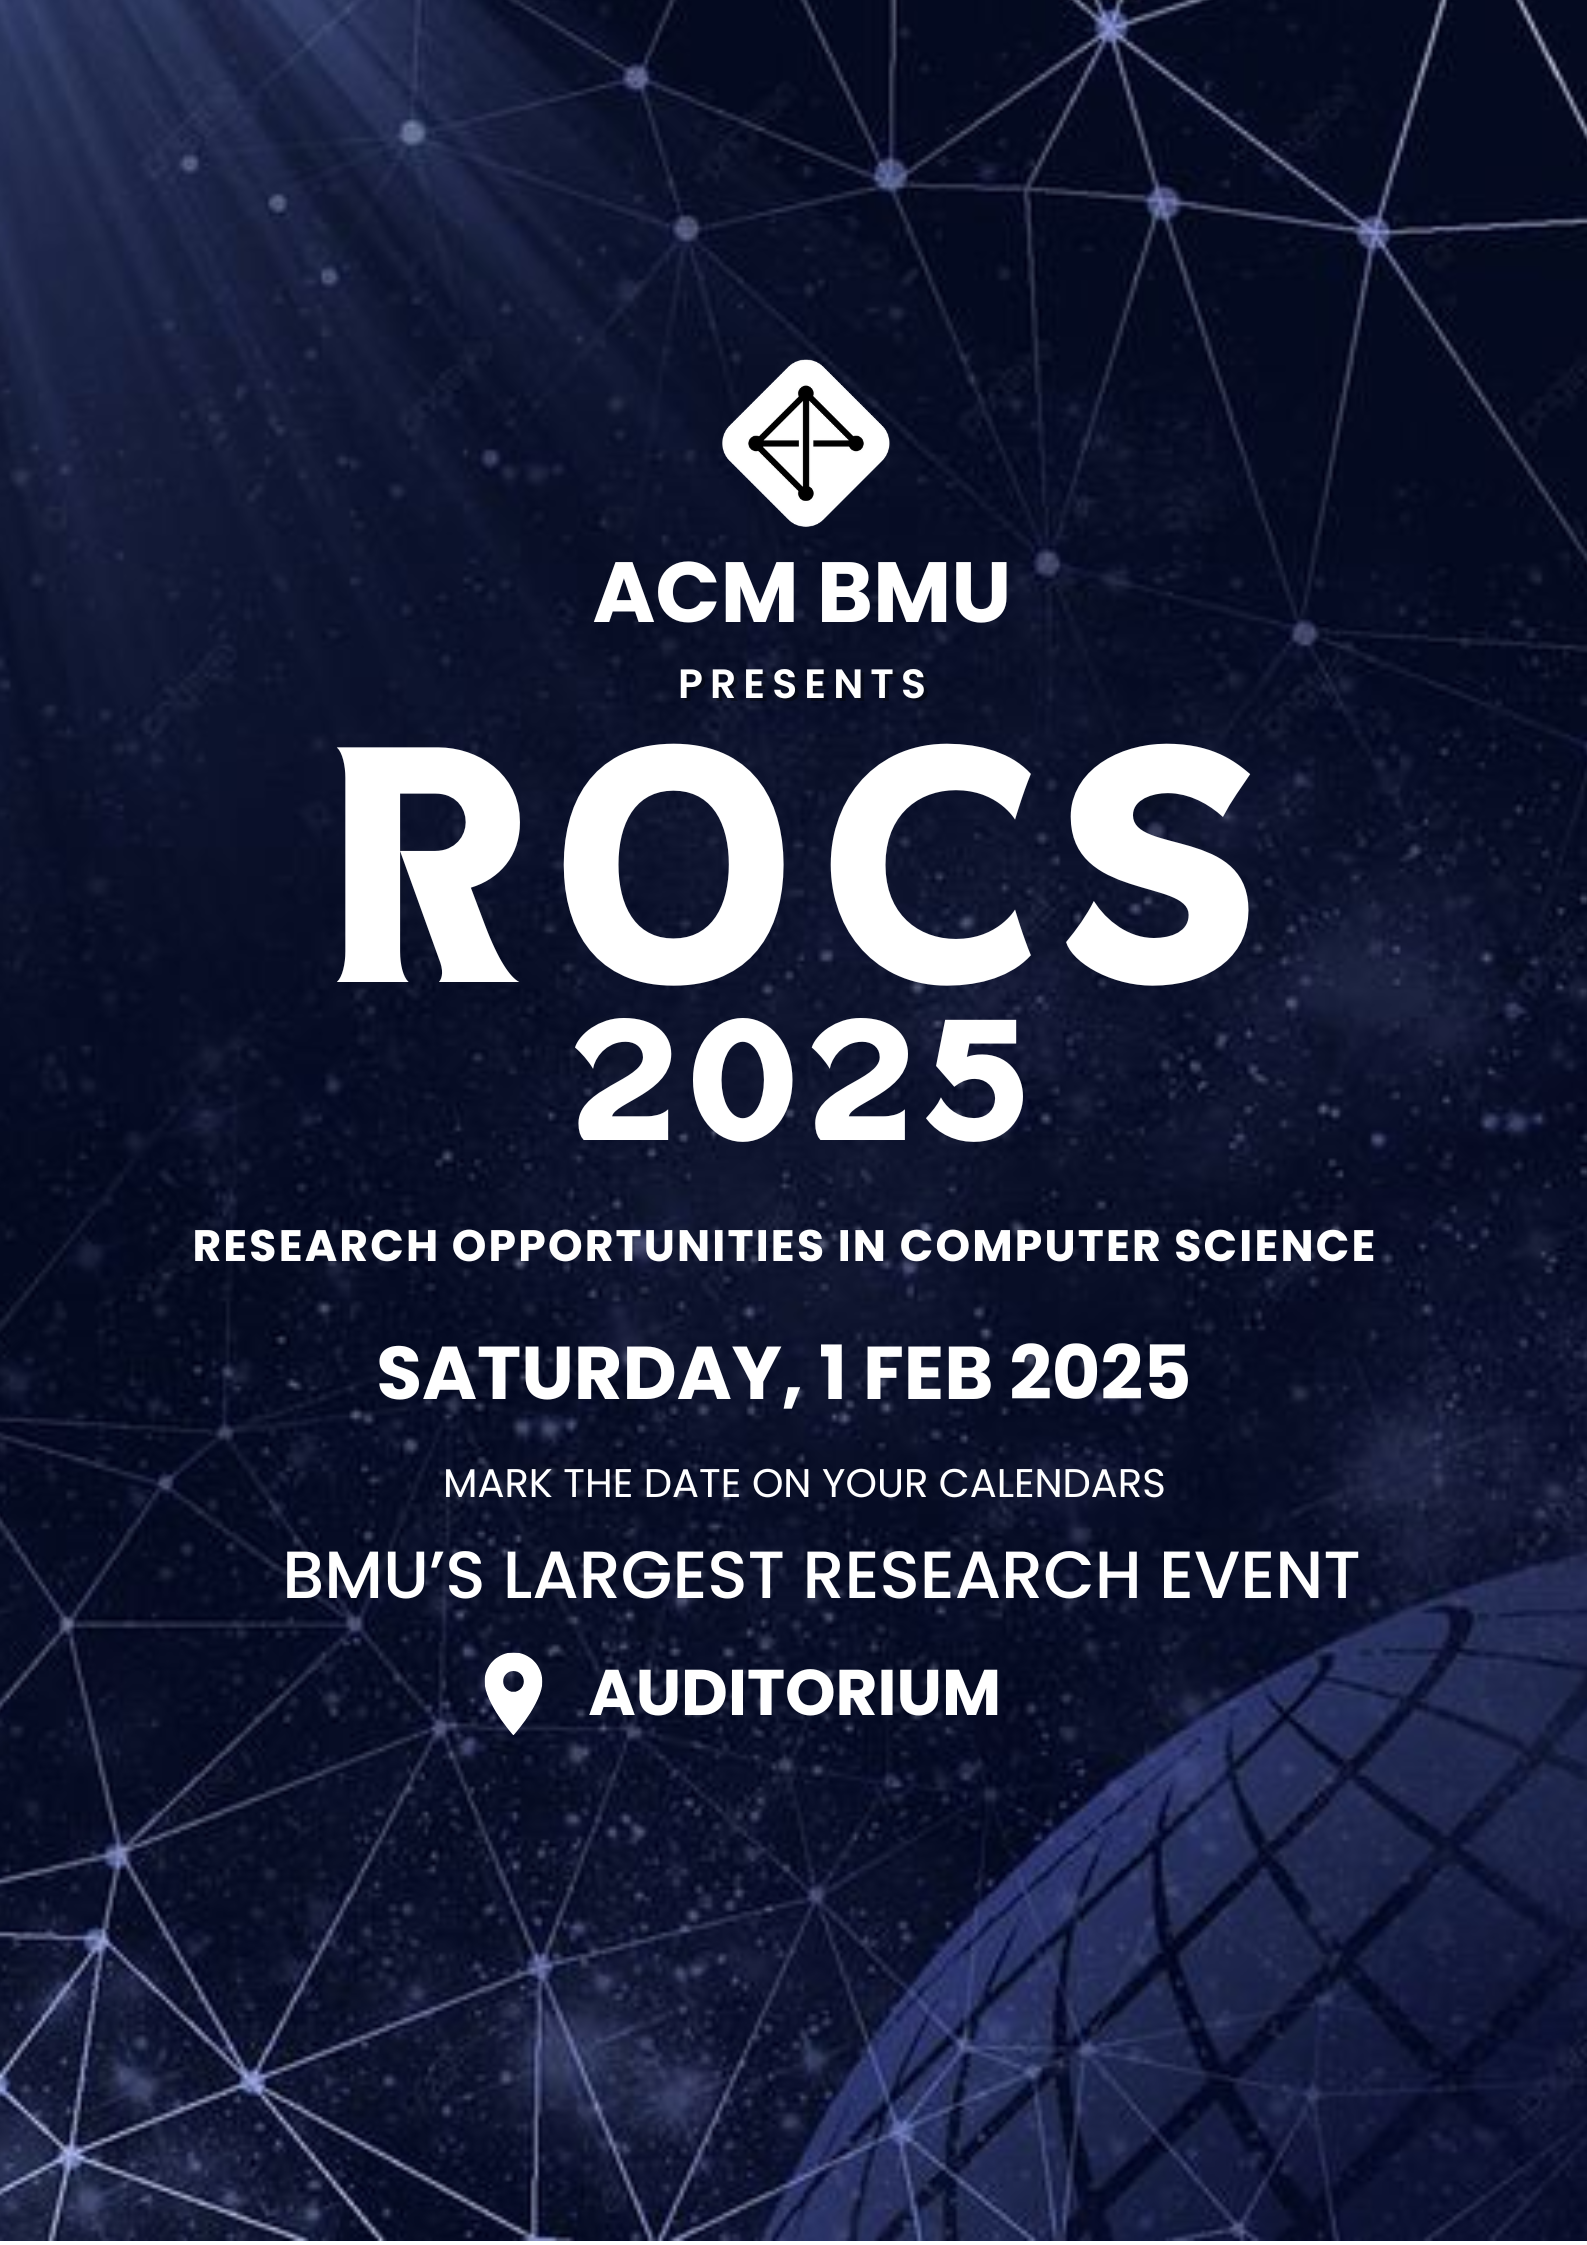 ACM BMU
PRESENTS
ROCS
2025
RESEARCH OPPORTUNITIES IN COMPUTER SCIENCE
SATURDAY, 1 FEB 2025
MARK THE DATE ON YOUR CALENDARS
BMU’S LARGEST RESEARCH EVENT
AUDITORIUM